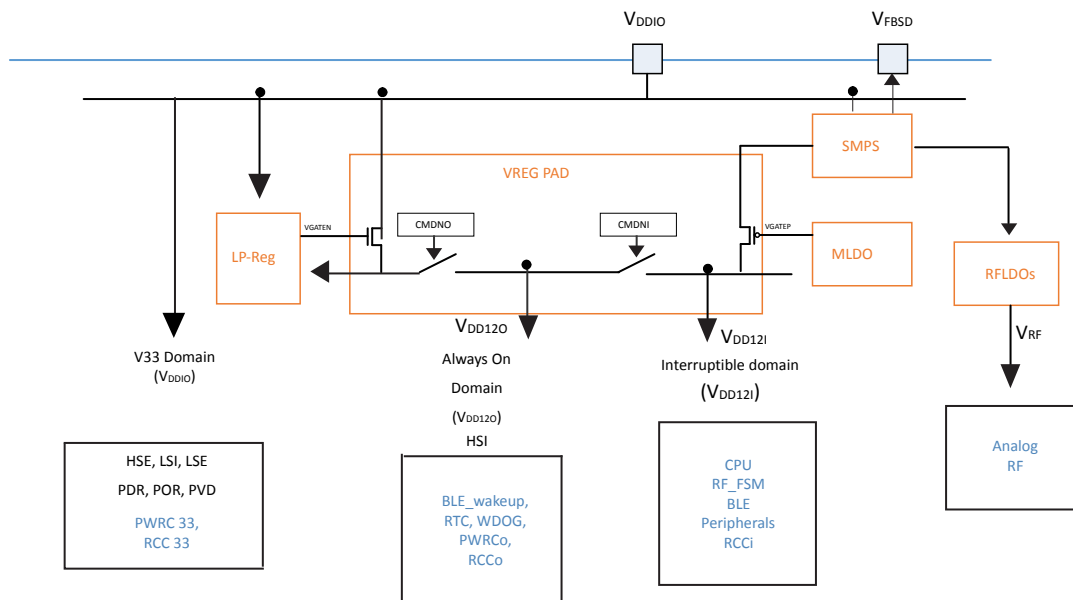 VDDIO
VFBSD
SMPS
VREG PAD
CMDNO
CMDNI
VGATEN
VGATEP
LP-Reg
MLDO
RFLDOs
VDD12O
VDD12I
VRF
V33 Domain
(VDDIO)
Always On
Domain
(VDD12O)
HSI
Interruptible domain
(VDD12I)
HSE, LSI, LSE
PDR, POR, PVD
PWRC 33,
RCC 33
BLE_wakeup,
RTC, WDOG,
PWRCo,
RCCo
CPU
RF_FSM
BLE
Peripherals
RCCi
Analog
RF